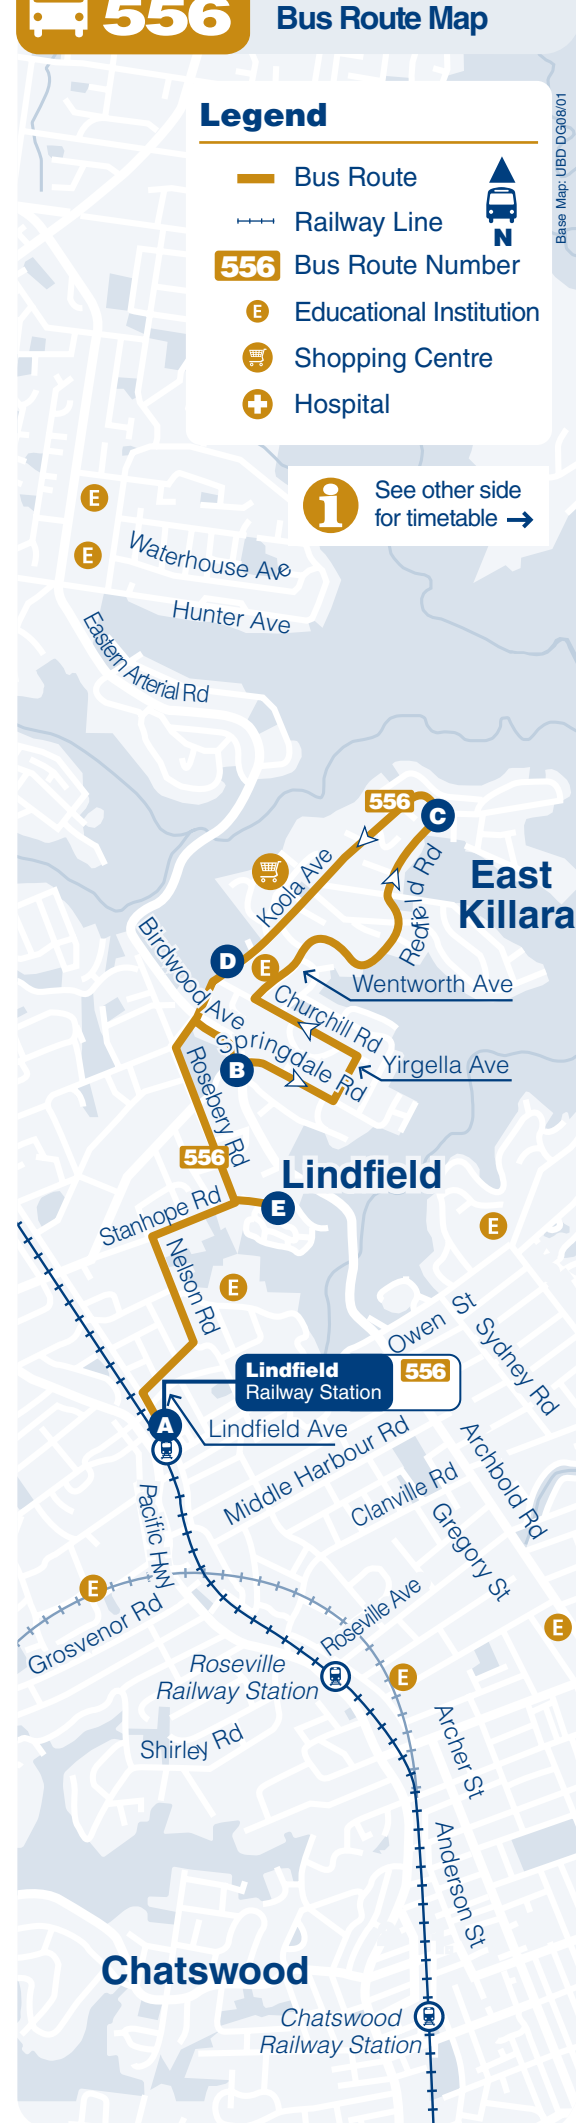 556
Bus Route Map
Legend
Bus Route
Railway Line
N
556 Bus Route Number
E Educational Institution
Shopping Centre
Hospital
Base Map: UBD DG08/01
i
See other side
for timetable →
E
E
Waterhouse Ave
Hunter Ave
Eastern Arterial Rd
556
C
East
Killara
Koola Ave
Redfield Rd
Birdwood Ave
D
E
Wentworth Ave
Churchill Rd
Springdale Rd
B
Yirgella Ave
Rosebery Rd
556
Lindfield
Stanhope Rd
E
E
Nelson Rd
E
Owen St
Sydney Rd
Lindfield
Railway Station
556
A
Lindfield Ave
Middle Harbour Rd
Archbold Rd
Clanville Rd
Gregory St
Pacific Hwy
E
Grosvenor Rd
Roseville Ave
E
Roseville
Railway Station
E
Shirley Rd
Archer St
Anderson St
Chatswood
Chatswood
Railway Station